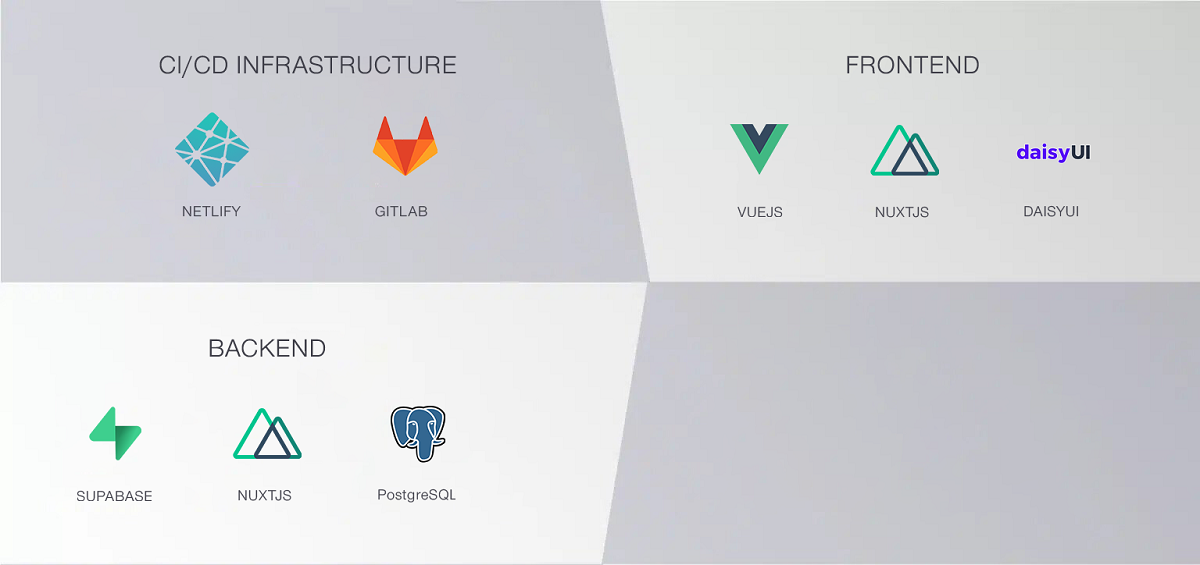 CI/CD INFRASTRUCTURE
NETLIFY
GITLAB
FRONTEND
daisyUI
VUEJS
NUXTJS
DAISYUI
BACKEND
SUPABASE
NUXTJS
PostgreSQL